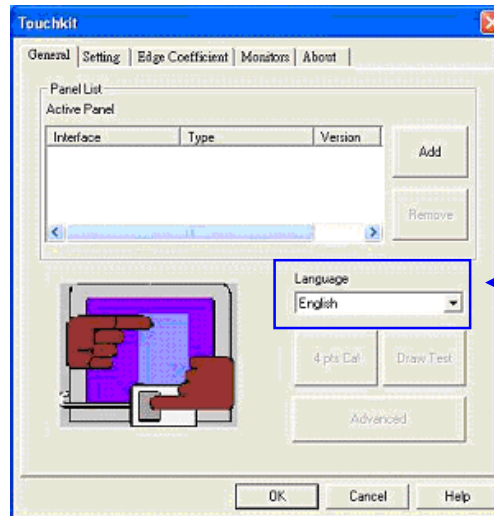 Touchkit
General Setting Edge Coefficient Monitors About
Panel List
Active Panel
Interface Type Version
Add
Remove
Language
English
4 pts Cal Draw Test
Advanced
OK Cancel Help